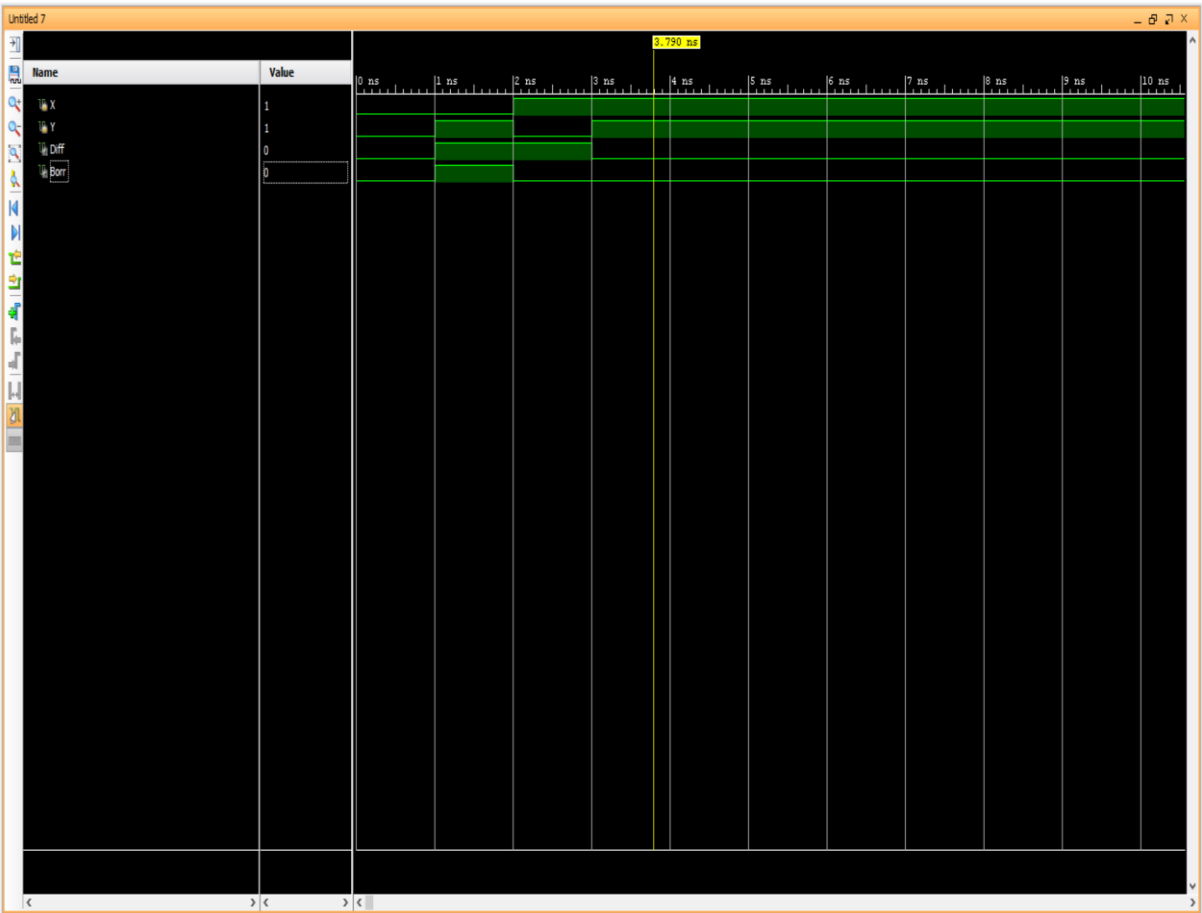 Untitled 7
3.790 ns
Name Value
0 ns 1 ns 2 ns 3 ns 4 ns 5 ns 6 ns 7 ns 8 ns 9 ns 10 ns
X 1
Y 1
Diff 0
Borr 0